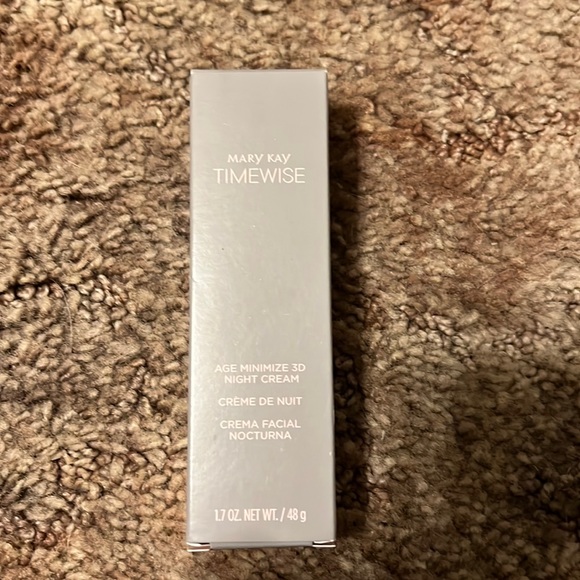 MARY KAY
TIMEWISE
AGE MINIMIZE 3D
NIGHT CREAM
CRÈME DE NUIT
CREMA FACIAL
NOCTURNA
1.7 OZ. NET WT. / 48 g